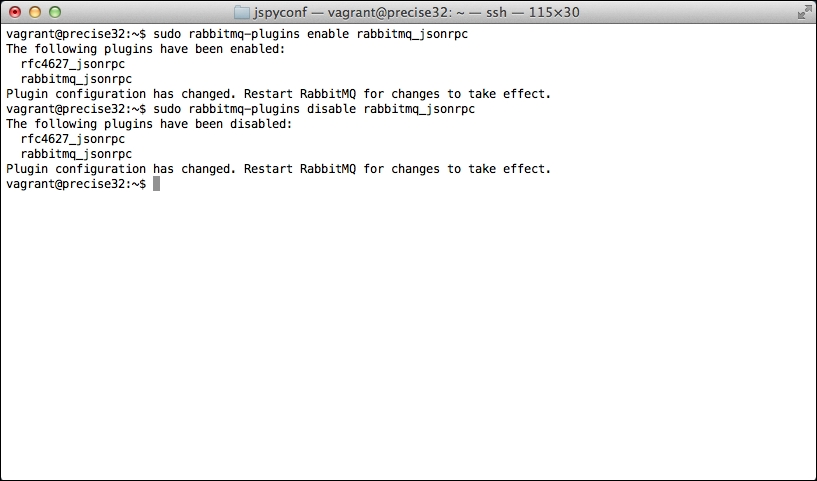 jspyconf — vagrant@precise32: ~ — ssh — 115×30
vagrant@precise32:~$ sudo rabbitmq-plugins enable rabbitmq_jsonrpc
The following plugins have been enabled:
  rfc4627_jsonrpc
  rabbitmq_jsonrpc
Plugin configuration has changed. Restart RabbitMQ for changes to take effect.
vagrant@precise32:~$ sudo rabbitmq-plugins disable rabbitmq_jsonrpc
The following plugins have been disabled:
  rfc4627_jsonrpc
  rabbitmq_jsonrpc
Plugin configuration has changed. Restart RabbitMQ for changes to take effect.
vagrant@precise32:~$